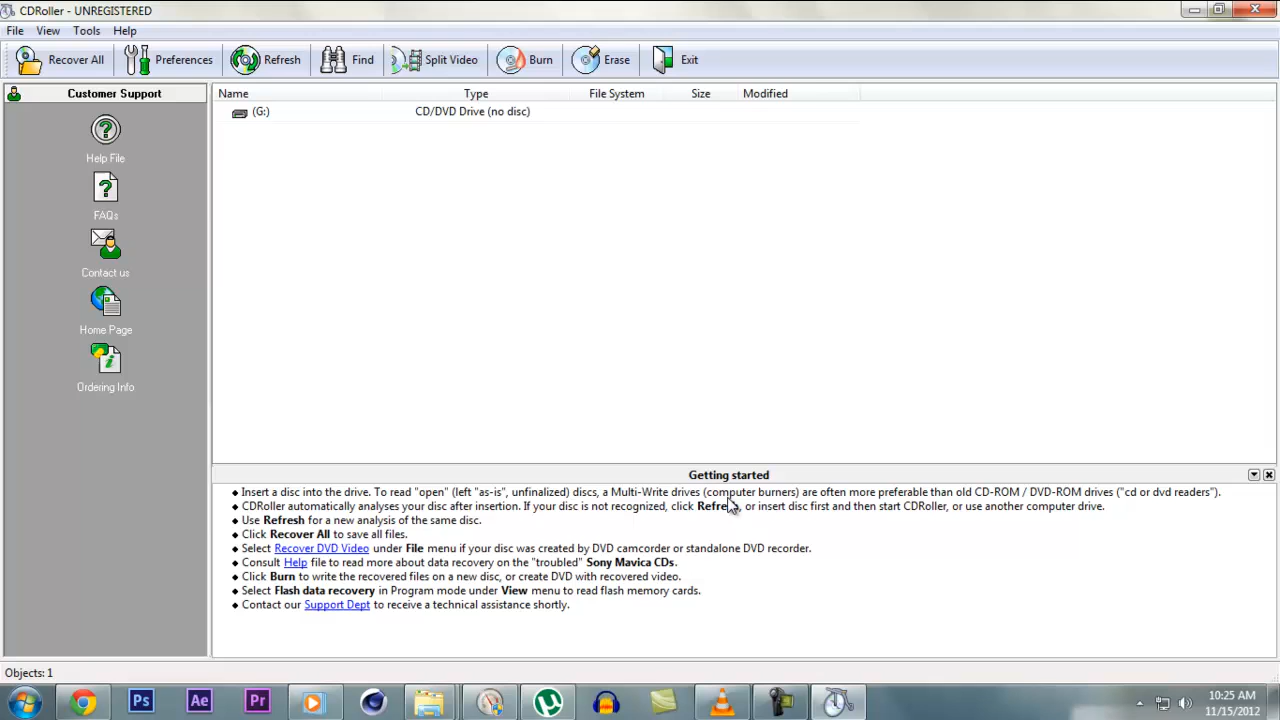 CDRoller - UNREGISTERED
File View Tools Help
Recover All Preferences Refresh Find Split Video Burn Erase Exit
Customer Support
Help File
FAQs
Contact us
Home Page
Ordering Info
Name Type File System Size Modified
(G:) CD/DVD Drive (no disc)
Getting started
Insert a disc into the drive. To read "open" (left "as-is", unfinalized) discs, a Multi-Write drives (computer burners) are often more preferable than old CD-ROM / DVD-ROM drives ("cd or dvd readers").
CDRoller automatically analyses your disc after insertion. If your disc is not recognized, click Refresh, or insert disc first and then start CDRoller, or use another computer drive.
Use Refresh for a new analysis of the same disc.
Click Recover All to save all files.
Select Recover DVD Video under File menu if your disc was created by DVD camcorder or standalone DVD recorder.
Consult Help file to read more about data recovery on the "troubled" Sony Mavica CDs.
Click Burn to write the recovered files on a new disc, or create DVD with recovered video.
Select Flash data recovery in Program mode under View menu to read flash memory cards.
Contact our Support Dept to receive a technical assistance shortly.
Objects: 1
Ps Ae Pr
10:25 AM
11/15/2012